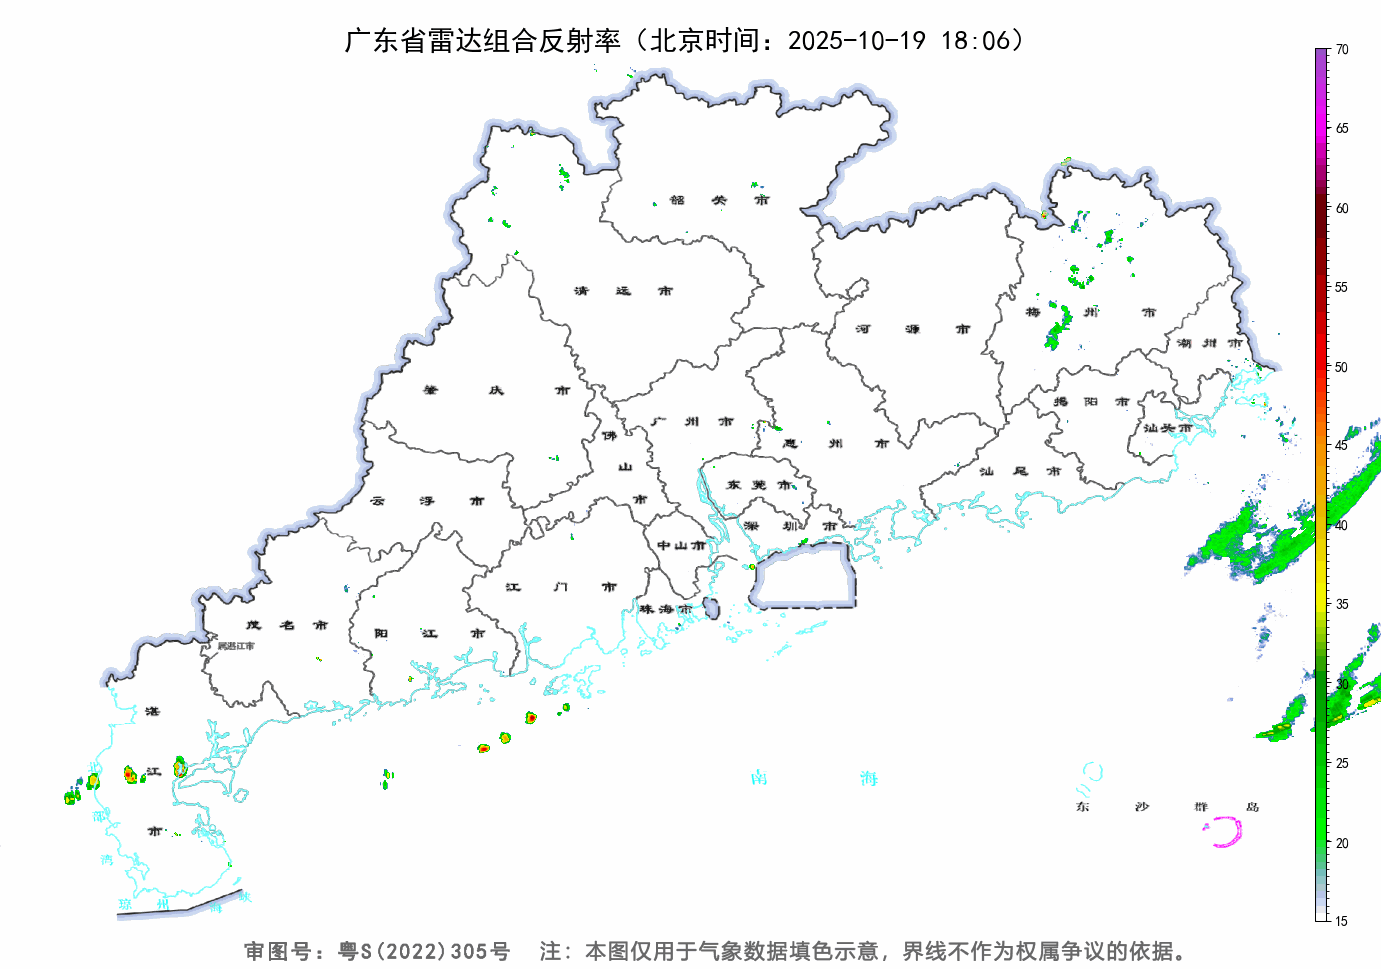 广东省雷达组合反射率（北京时间：2025-10-19 18:06）
70
65
60
55
50
45
40
35
30
25
20
15
韶关市
清远市
梅州市
河源市
潮州市
肇庆市
揭阳市
广州市
汕头市
佛山市
惠州市
汕尾市
东莞市
云浮市
深圳市
中山市
江门市
珠海市
茂名市
阳江市
属湛江市
湛江市
北部湾
南海
东沙群岛
琼州海峡
审图号：粤S(2022)305号 注：本图仅用于气象数据填色示意，界线不作为权属争议的依据。